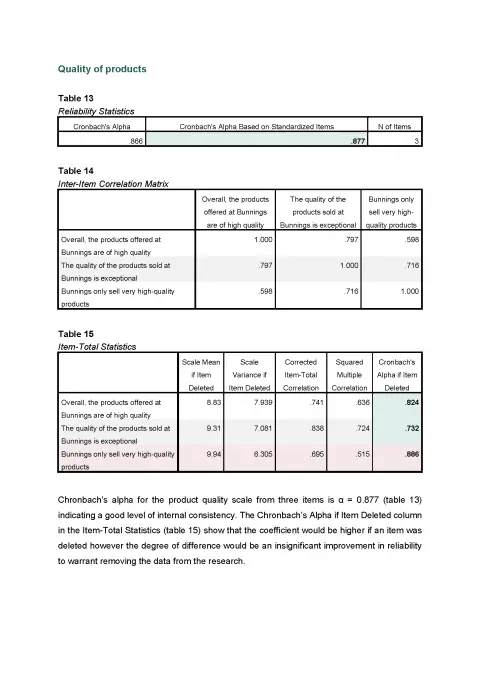 Quality of products
Table 13
Reliability Statistics
Cronbach's Alpha Cronbach's Alpha Based on Standardized Items N of Items
.866 .877 3
Table 14
Inter-Item Correlation Matrix
Overall, the products The quality of the Bunnings only
offered at Bunnings products sold at sell very high-
are of high quality Bunnings is exceptional quality products
Overall, the products offered at 1.000 .797 .598
Bunnings are of high quality
The quality of the products sold at .797 1.000 .716
Bunnings is exceptional
Bunnings only sell very high-quality .598 .716 1.000
products
Table 15
Item-Total Statistics
Scale Mean Scale Corrected Squared Cronbach's
if Item Variance if Item-Total Multiple Alpha if Item
Deleted Item Deleted Correlation Correlation Deleted
Overall, the products offered at 8.83 7.939 .741 .636 .824
Bunnings are of high quality
The quality of the products sold at 9.31 7.081 .838 .724 .732
Bunnings is exceptional
Bunnings only sell very high-quality 9.94 6.305 .695 .515 .886
products
Chronbach's alpha for the product quality scale from three items is α = 0.877 (table 13)
indicating a good level of internal consistency. The Chronbach's Alpha if Item Deleted column
in the Item-Total Statistics (table 15) show that the coefficient would be higher if an item was
deleted however the degree of difference would be an insignificant improvement in reliability
to warrant removing the data from the research.